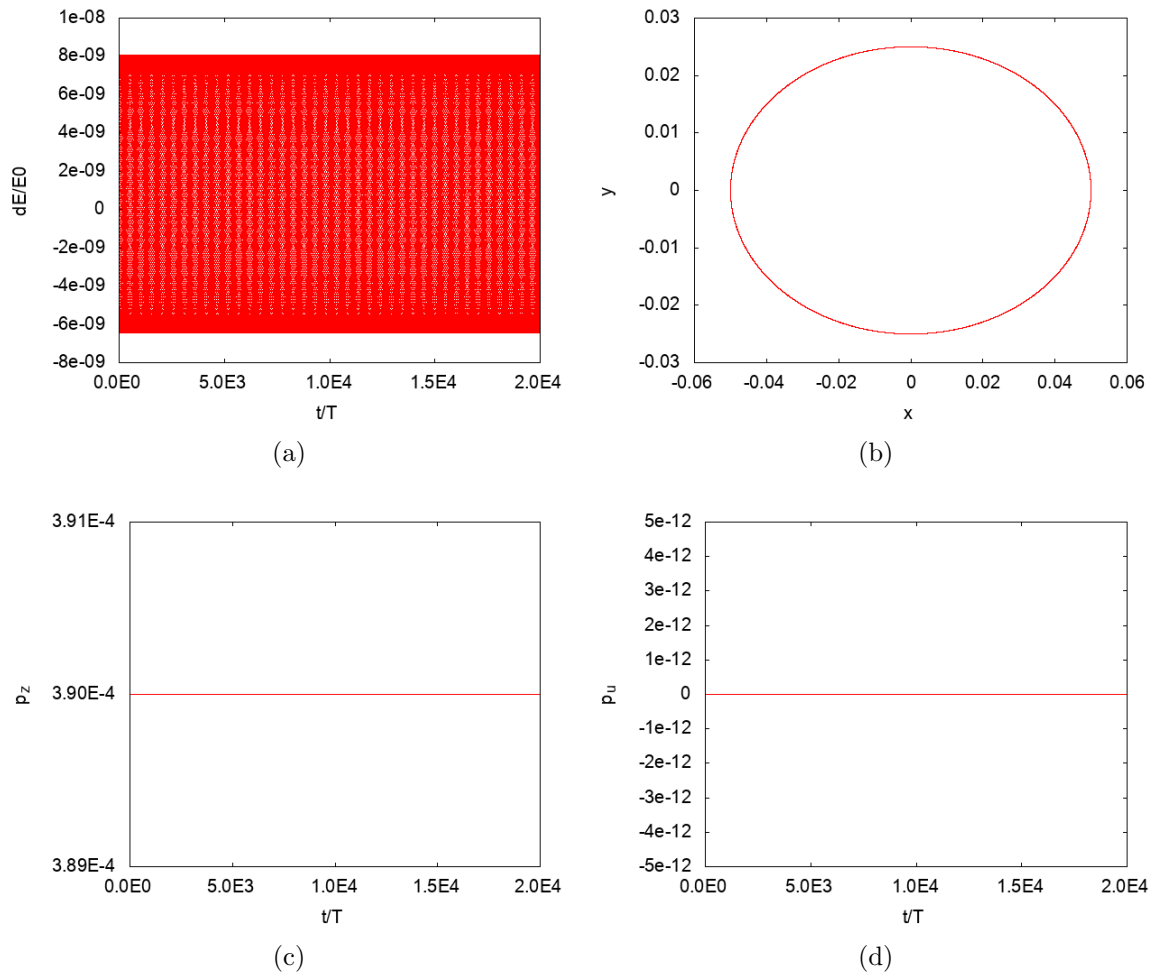 1e-08
8e-09
6e-09
4e-09
2e-09
0
-2e-09
-4e-09
-6e-09
-8e-09
dE/E0
0.0E0 5.0E3 1.0E4 1.5E4 2.0E4
t/T
(a)
0.03
0.02
0.01
0
-0.01
-0.02
-0.03
y
-0.06 -0.04 -0.02 0 0.02 0.04 0.06
x
(b)
3.91E-4
3.90E-4
3.89E-4
pz
0.0E0 5.0E3 1.0E4 1.5E4 2.0E4
t/T
(c)
5e-12
4e-12
3e-12
2e-12
1e-12
0
-1e-12
-2e-12
-3e-12
-4e-12
-5e-12
pu
0.0E0 5.0E3 1.0E4 1.5E4 2.0E4
t/T
(d)